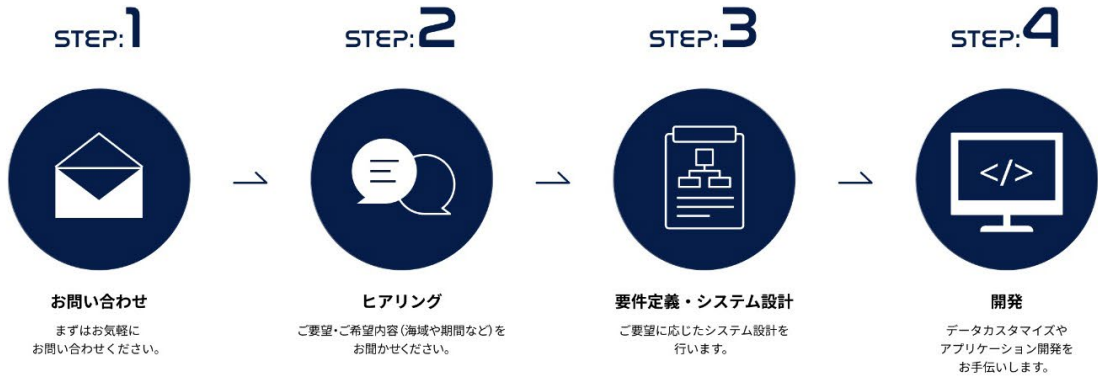 STEP:1
お問い合わせ
まずはお気軽に
お問い合わせください。
STEP:2
ヒアリング
ご要望・ご希望内容(海域や期間など)を
お聞かせください。
STEP:3
要件定義・システム設計
ご要望に応じたシステム設計を
行います。
STEP:4
</>
開発
データカスタマイズや
アプリケーション開発を
お手伝いします。